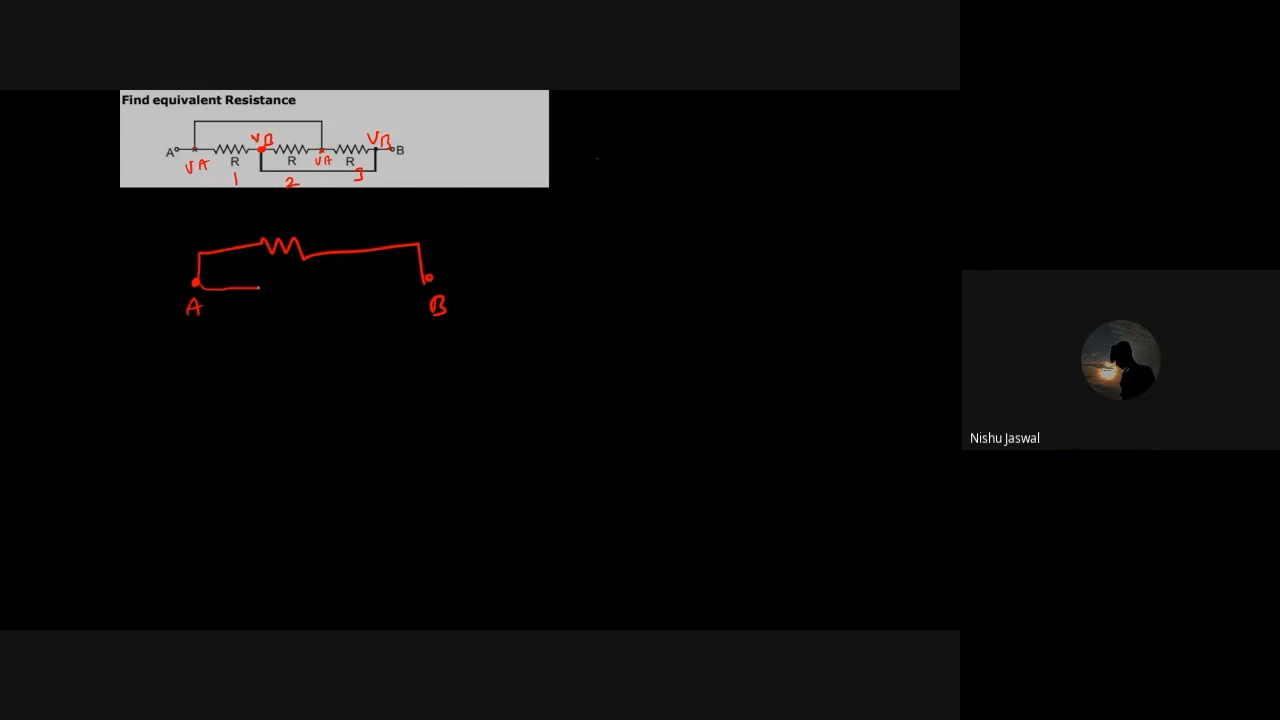 Find equivalent Resistance
A VA R VB R VA R VB B
1 2 3
A B
Nishu Jaswal